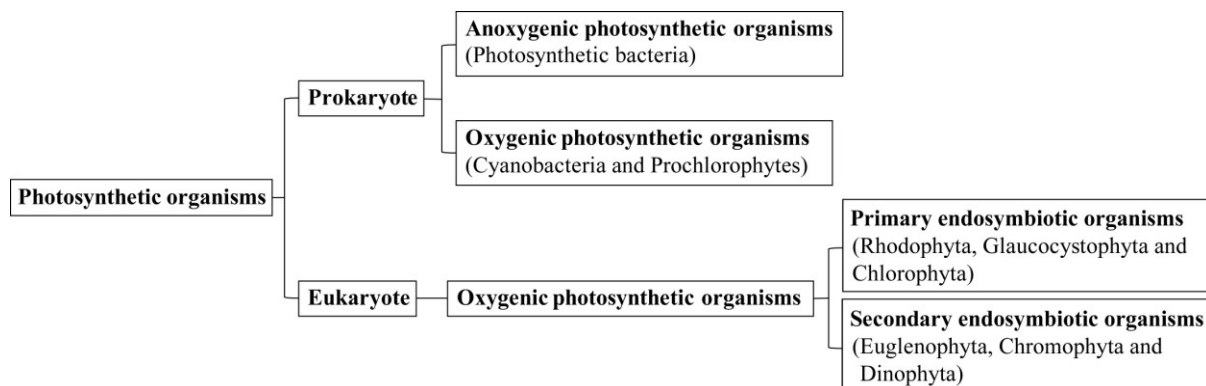 Photosynthetic organisms
Prokaryote
Anoxygenic photosynthetic organisms
(Photosynthetic bacteria)
Oxygenic photosynthetic organisms
(Cyanobacteria and Prochlorophytes)
Eukaryote
Oxygenic photosynthetic organisms
Primary endosymbiotic organisms
(Rhodophyta, Glaucocystophyta and
Chlorophyta)
Secondary endosymbiotic organisms
(Euglenophyta, Chromophyta and
Dinophyta)